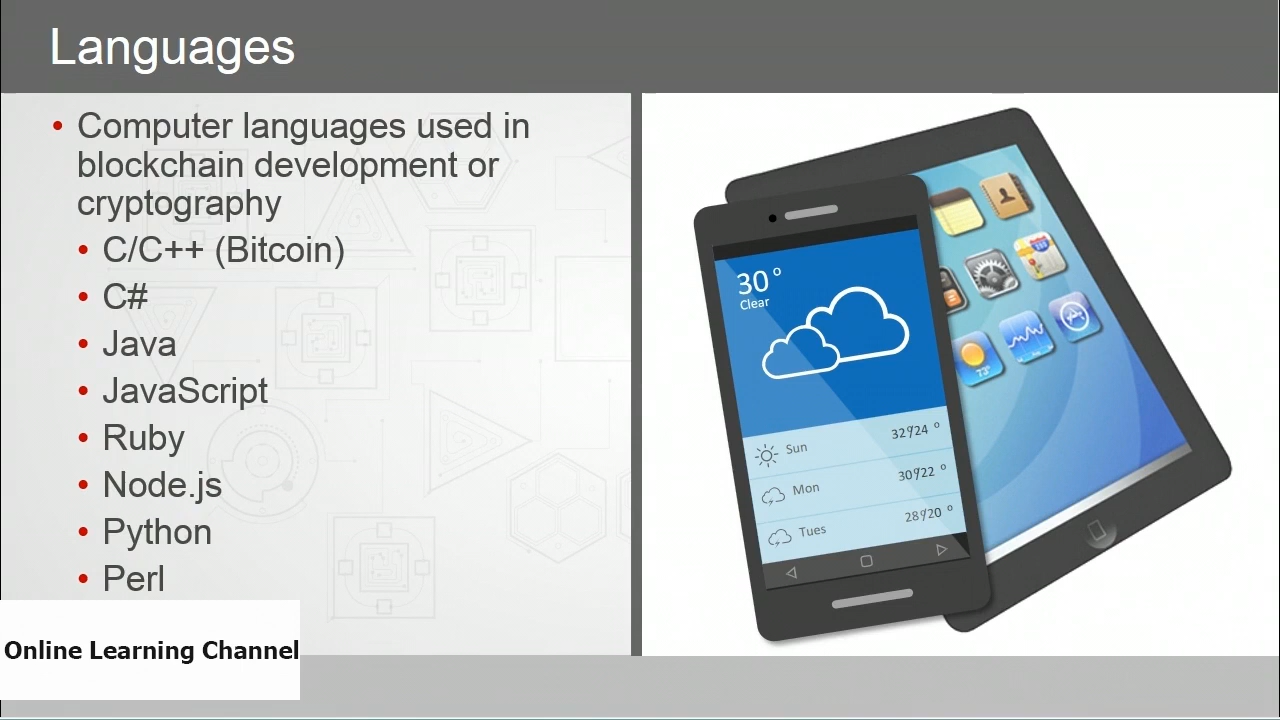 Languages
• Computer languages used in
blockchain development or
cryptography
• C/C++ (Bitcoin)
• C#
• Java
• JavaScript
• Ruby
• Node.js
• Python
• Perl
Online Learning Channel
30°
Clear
Sun 32°/24°
Mon 30°/22°
Tues 28°/20°
73°